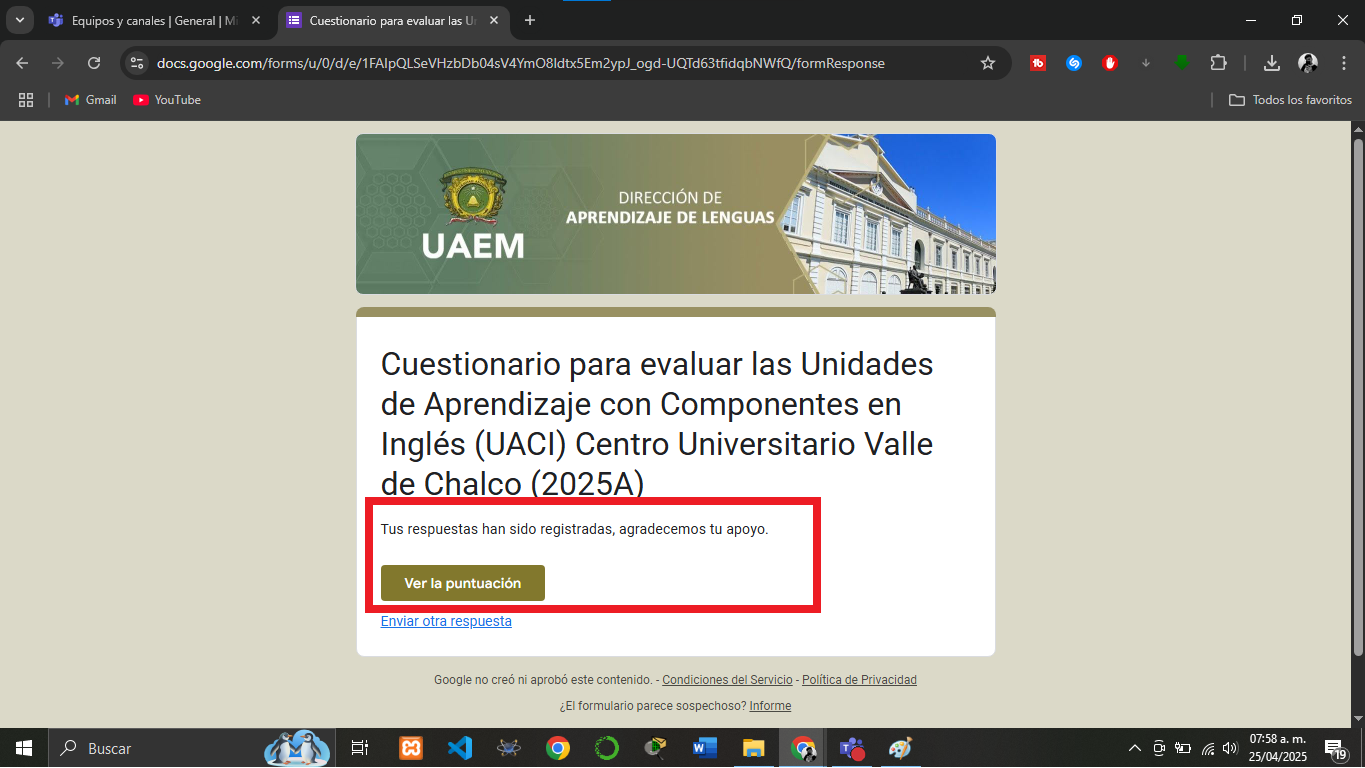 Equipos y canales | General | Mi
Cuestionario para evaluar las Un
docs.google.com/forms/u/0/d/e/1FAIpQLSeVHzbDb04sV4YmO8Idtx5Em2ypJ_ogd-UQTd63tfidqbNWfQ/formResponse
Gmail
YouTube
Todos los favoritos
UAEM
DIRECCIÓN DE
APRENDIZAJE DE LENGUAS
Cuestionario para evaluar las Unidades
de Aprendizaje con Componentes en
Inglés (UACI) Centro Universitario Valle
de Chalco (2025A)
Tus respuestas han sido registradas, agradecemos tu apoyo.
Ver la puntuación
Enviar otra respuesta
Google no creó ni aprobó este contenido. - Condiciones del Servicio - Política de Privacidad
¿El formulario parece sospechoso? Informe
Buscar
07:58 a. m.
25/04/2025
19